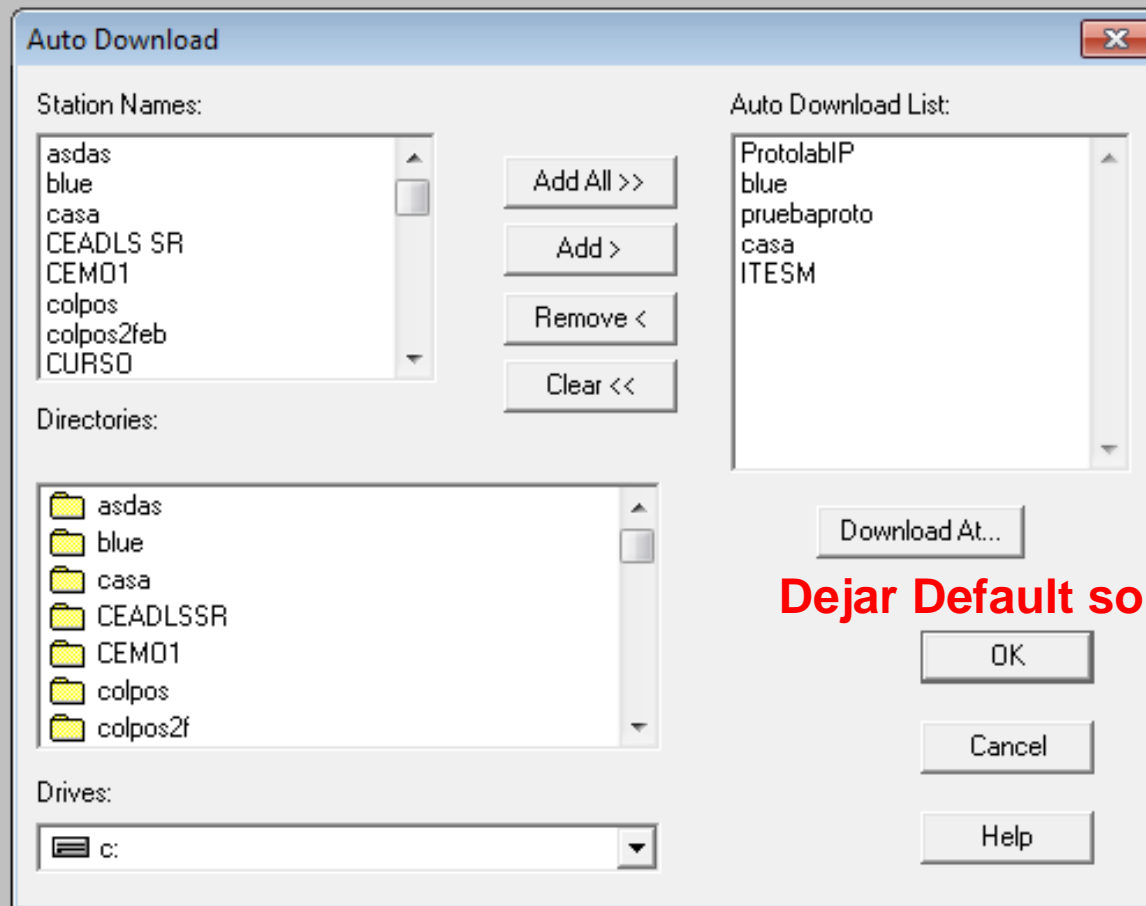 Auto Download
Station Names:
asdas
blue
casa
CEADLS SR
CEMO1
colpos
colpos2feb
CURSO
Add All >>
Add >
Remove <
Clear <<
Auto Download List:
ProtolabIP
blue
pruebaproto
casa
ITESM
Directories:
asdas
blue
casa
CEADLSSR
CEMO1
colpos
colpos2f
Download At...
Dejar Default so
OK
Cancel
Help
Drives:
c: